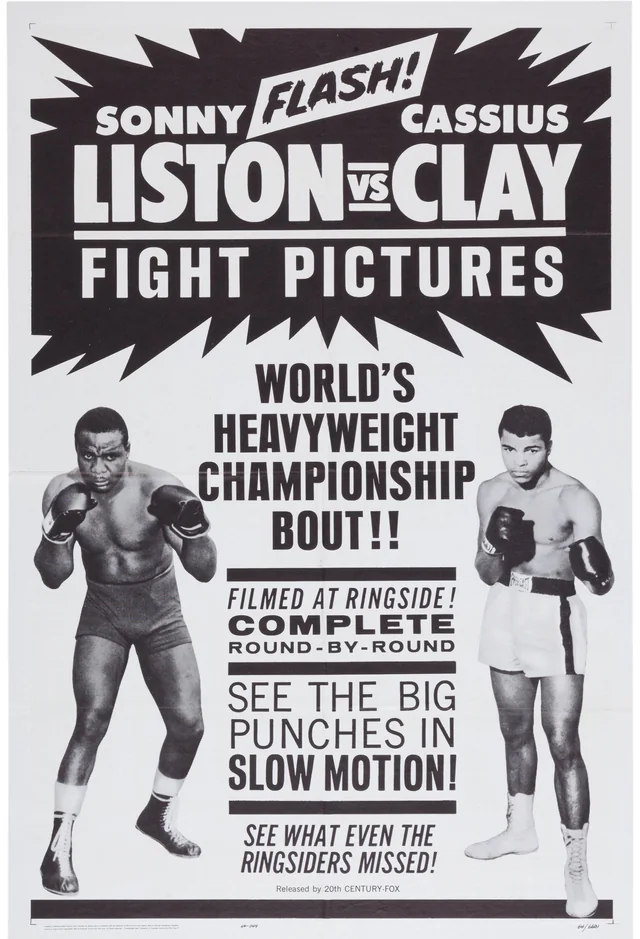 FLASH!
SONNY CASSIUS
LISTON VS CLAY
FIGHT PICTURES
WORLD'S
HEAVYWEIGHT
CHAMPIONSHIP
BOUT!!
FILMED AT RINGSIDE!
COMPLETE
ROUND-BY-ROUND
SEE THE BIG
PUNCHES IN
SLOW MOTION!
SEE WHAT EVEN THE
RINGSIDERS MISSED!
Released by 20th CENTURY-FOX